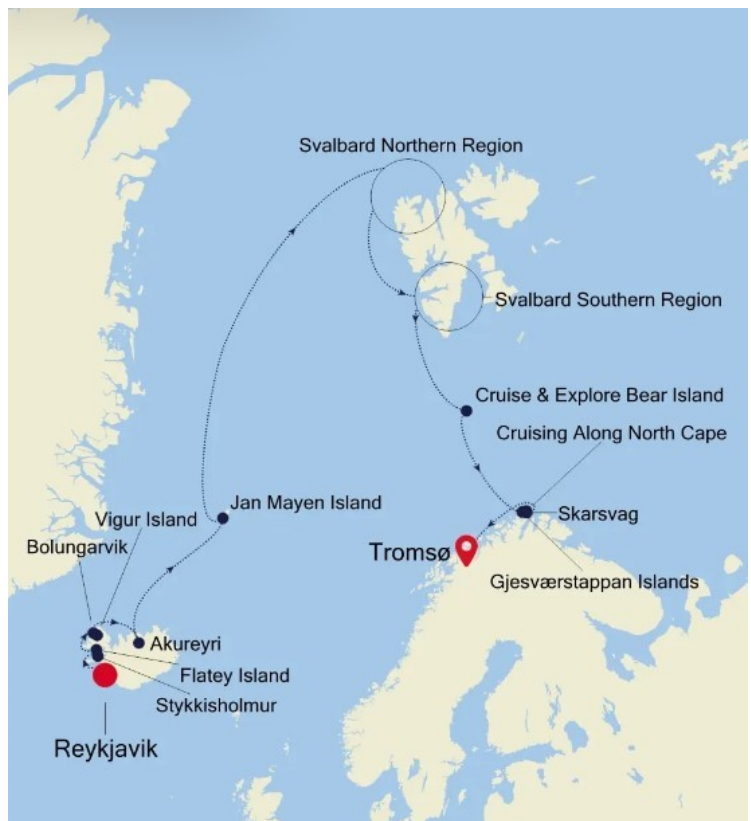 Svalbard Northern Region
Svalbard Southern Region
Cruise & Explore Bear Island
Cruising Along North Cape
Jan Mayen Island
Skarsvag
Vigur Island
Bolungarvik
Tromsø
Gjesværstappan Islands
Akureyri
Flatey Island
Stykkisholmur
Reykjavik